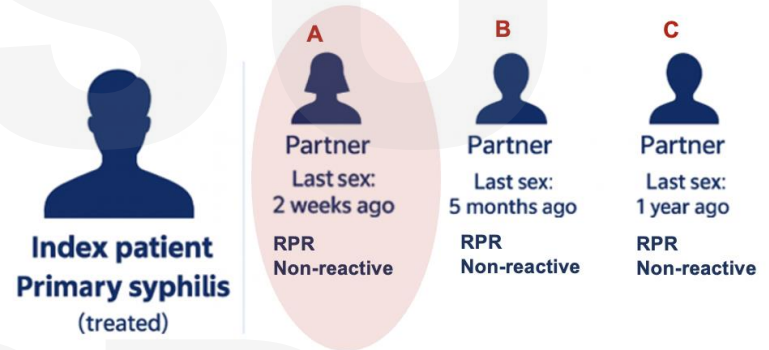 Index patient
Primary syphilis
(treated)
A
Partner
Last sex:
2 weeks ago
RPR
Non-reactive
B
Partner
Last sex:
5 months ago
RPR
Non-reactive
C
Partner
Last sex:
1 year ago
RPR
Non-reactive